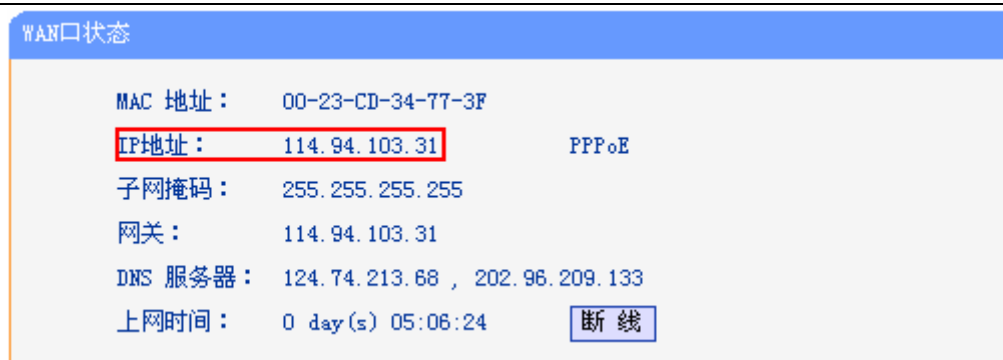 WAN口状态
MAC 地址： 00-23-CD-34-77-3F
IP地址： 114.94.103.31 PPPoE
子网掩码： 255.255.255.255
网关： 114.94.103.31
DNS 服务器： 124.74.213.68 , 202.96.209.133
上网时间： 0 day(s) 05:06:24 断 线